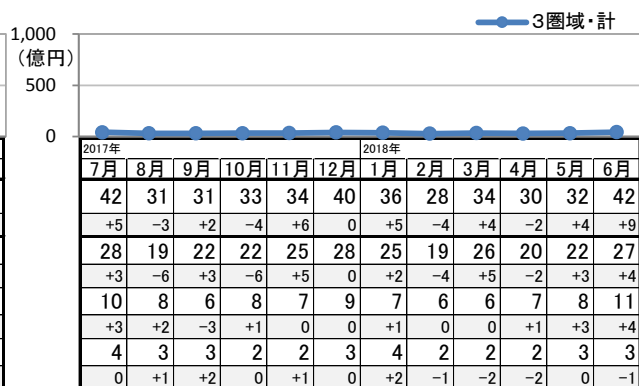 3圏域・計
1,000
（億円）
500
0
2017年 2018年
7月 8月 9月 10月 11月 12月 1月 2月 3月 4月 5月 6月
42 31 31 33 34 40 36 28 34 30 32 42
+5 −3 +2 −4 +6 0 +5 −4 +4 −2 +4 +9
28 19 22 22 25 28 25 19 26 20 22 27
+3 −6 +3 −6 +5 0 +2 −4 +5 −2 +3 +4
10 8 6 8 7 9 7 6 6 7 8 11
+3 +2 −3 +1 0 0 +1 0 0 +1 +3 +4
4 3 3 2 2 3 4 2 2 2 3 3
0 +1 +2 0 +1 0 +2 −1 −2 −2 0 −1